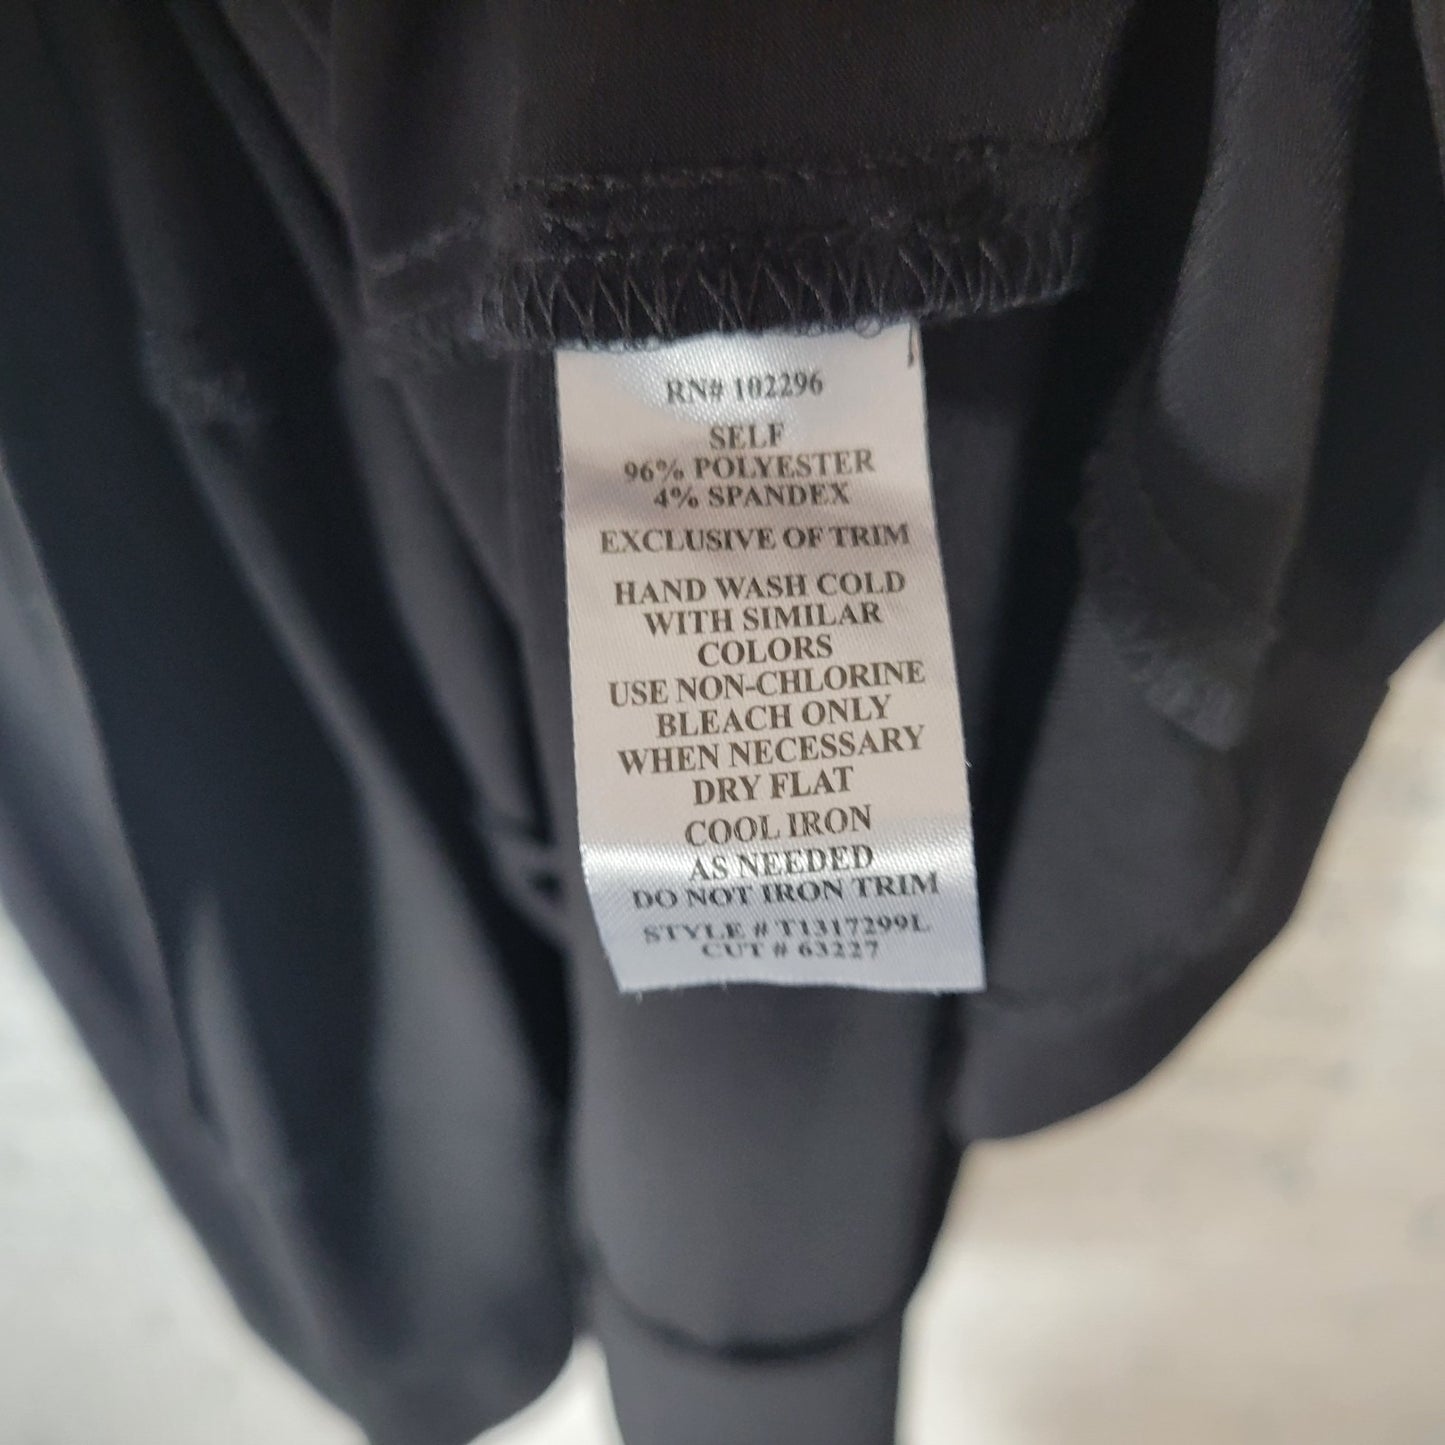 RN# 102296
SELF
96% POLYESTER
4% SPANDEX
EXCLUSIVE OF TRIM
HAND WASH COLD
WITH SIMILAR
COLORS
USE NON-CHLORINE
BLEACH ONLY
WHEN NECESSARY
DRY FLAT
COOL IRON
AS NEEDED
DO NOT IRON TRIM
STYLE # T1317299L
CUT # 63227